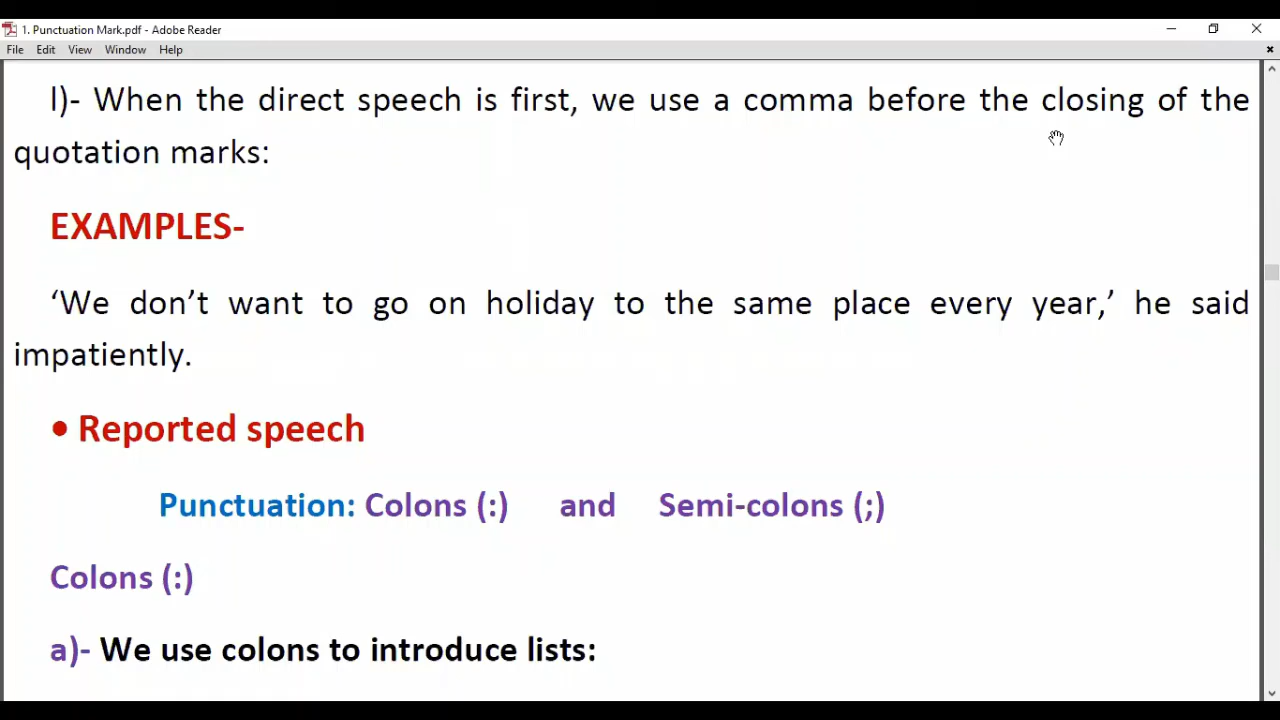 1. Punctuation Mark.pdf - Adobe Reader
File Edit View Window Help
l)- When the direct speech is first, we use a comma before the closing of the
quotation marks:
EXAMPLES-
‘We don’t want to go on holiday to the same place every year,’ he said
impatiently.
• Reported speech
Punctuation: Colons (:) and Semi-colons (;)
Colons (:)
a)- We use colons to introduce lists: